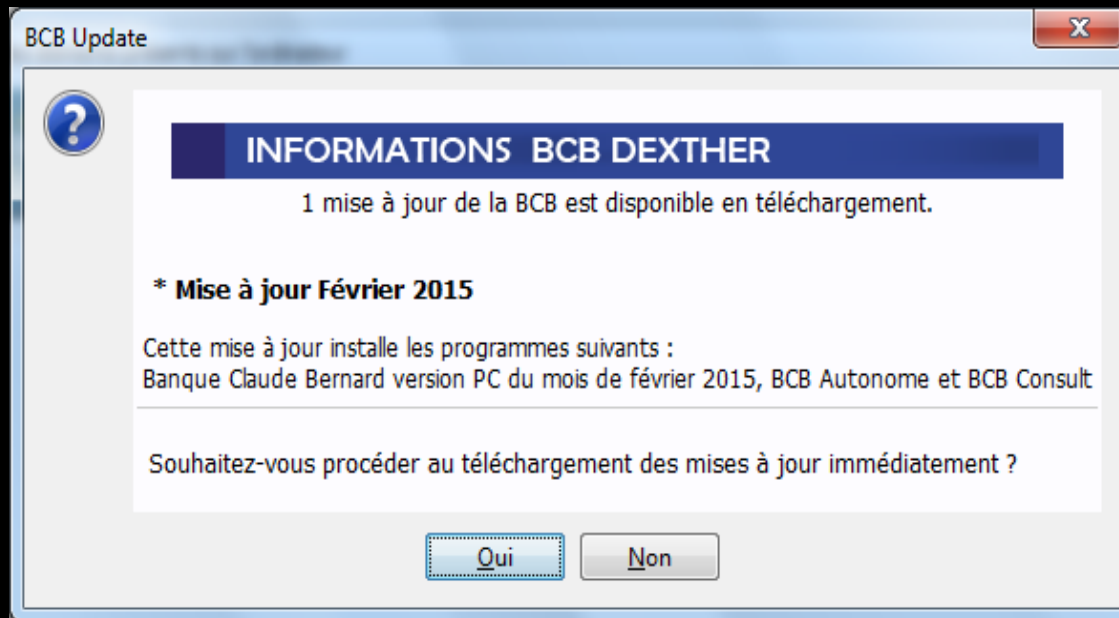 BCB Update
INFORMATIONS BCB DEXTHER
1 mise à jour de la BCB est disponible en téléchargement.
* Mise à jour Février 2015
Cette mise à jour installe les programmes suivants :
Banque Claude Bernard version PC du mois de février 2015, BCB Autonome et BCB Consult
Souhaitez-vous procéder au téléchargement des mises à jour immédiatement ?
Oui
Non